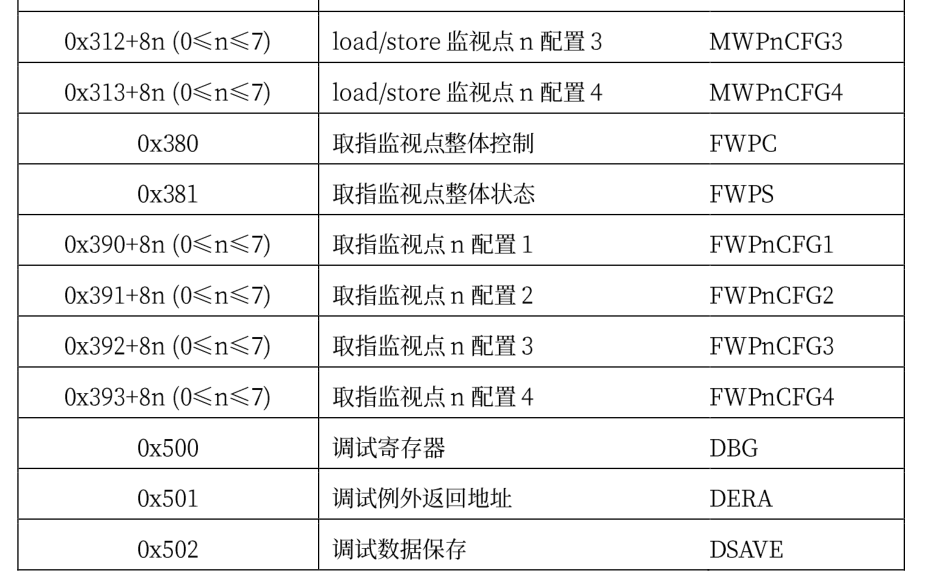 0x312+8n (0≤n≤7) load/store 监视点 n 配置 3 MWPnCFG3
0x313+8n (0≤n≤7) load/store 监视点 n 配置 4 MWPnCFG4
0x380 取指监视点整体控制 FWPC
0x381 取指监视点整体状态 FWPS
0x390+8n (0≤n≤7) 取指监视点 n 配置 1 FWPnCFG1
0x391+8n (0≤n≤7) 取指监视点 n 配置 2 FWPnCFG2
0x392+8n (0≤n≤7) 取指监视点 n 配置 3 FWPnCFG3
0x393+8n (0≤n≤7) 取指监视点 n 配置 4 FWPnCFG4
0x500 调试寄存器 DBG
0x501 调试例外返回地址 DERA
0x502 调试数据保存 DSAVE